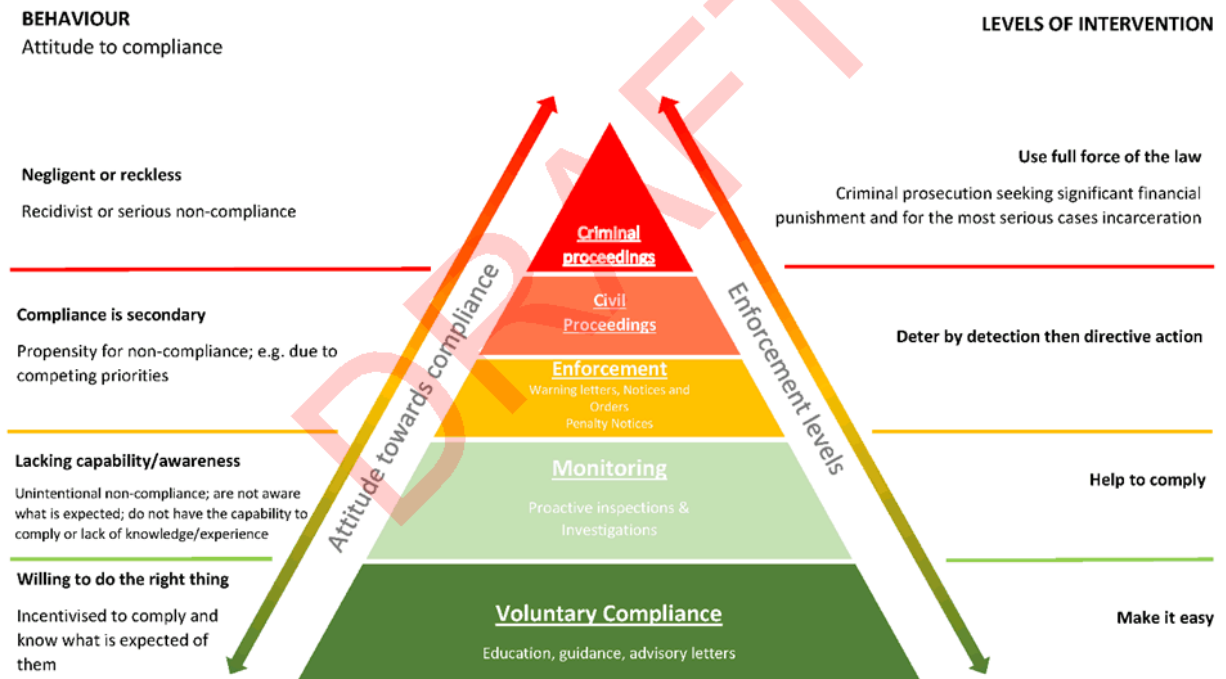 BEHAVIOUR
Attitude to compliance
LEVELS OF INTERVENTION
Negligent or reckless
Recidivist or serious non-compliance
Compliance is secondary
Propensity for non-compliance; e.g. due to
competing priorities
Lacking capability/awareness
Unintentional non-compliance; are not aware
what is expected; do not have the capability to
comply or lack of knowledge/experience
Willing to do the right thing
Incentivised to comply and
know what is expected of
them
Attitude towards compliance
Criminal
proceedings
Civil
Proceedings
Enforcement
Warning letters, Notices and
Orders
Penalty Notices
Monitoring
Proactive inspections &
Investigations
Voluntary Compliance
Education, guidance, advisory letters
Enforcement levels
Use full force of the law
Criminal prosecution seeking significant financial
punishment and for the most serious cases incarceration
Deter by detection then directive action
Help to comply
Make it easy
DRAFT